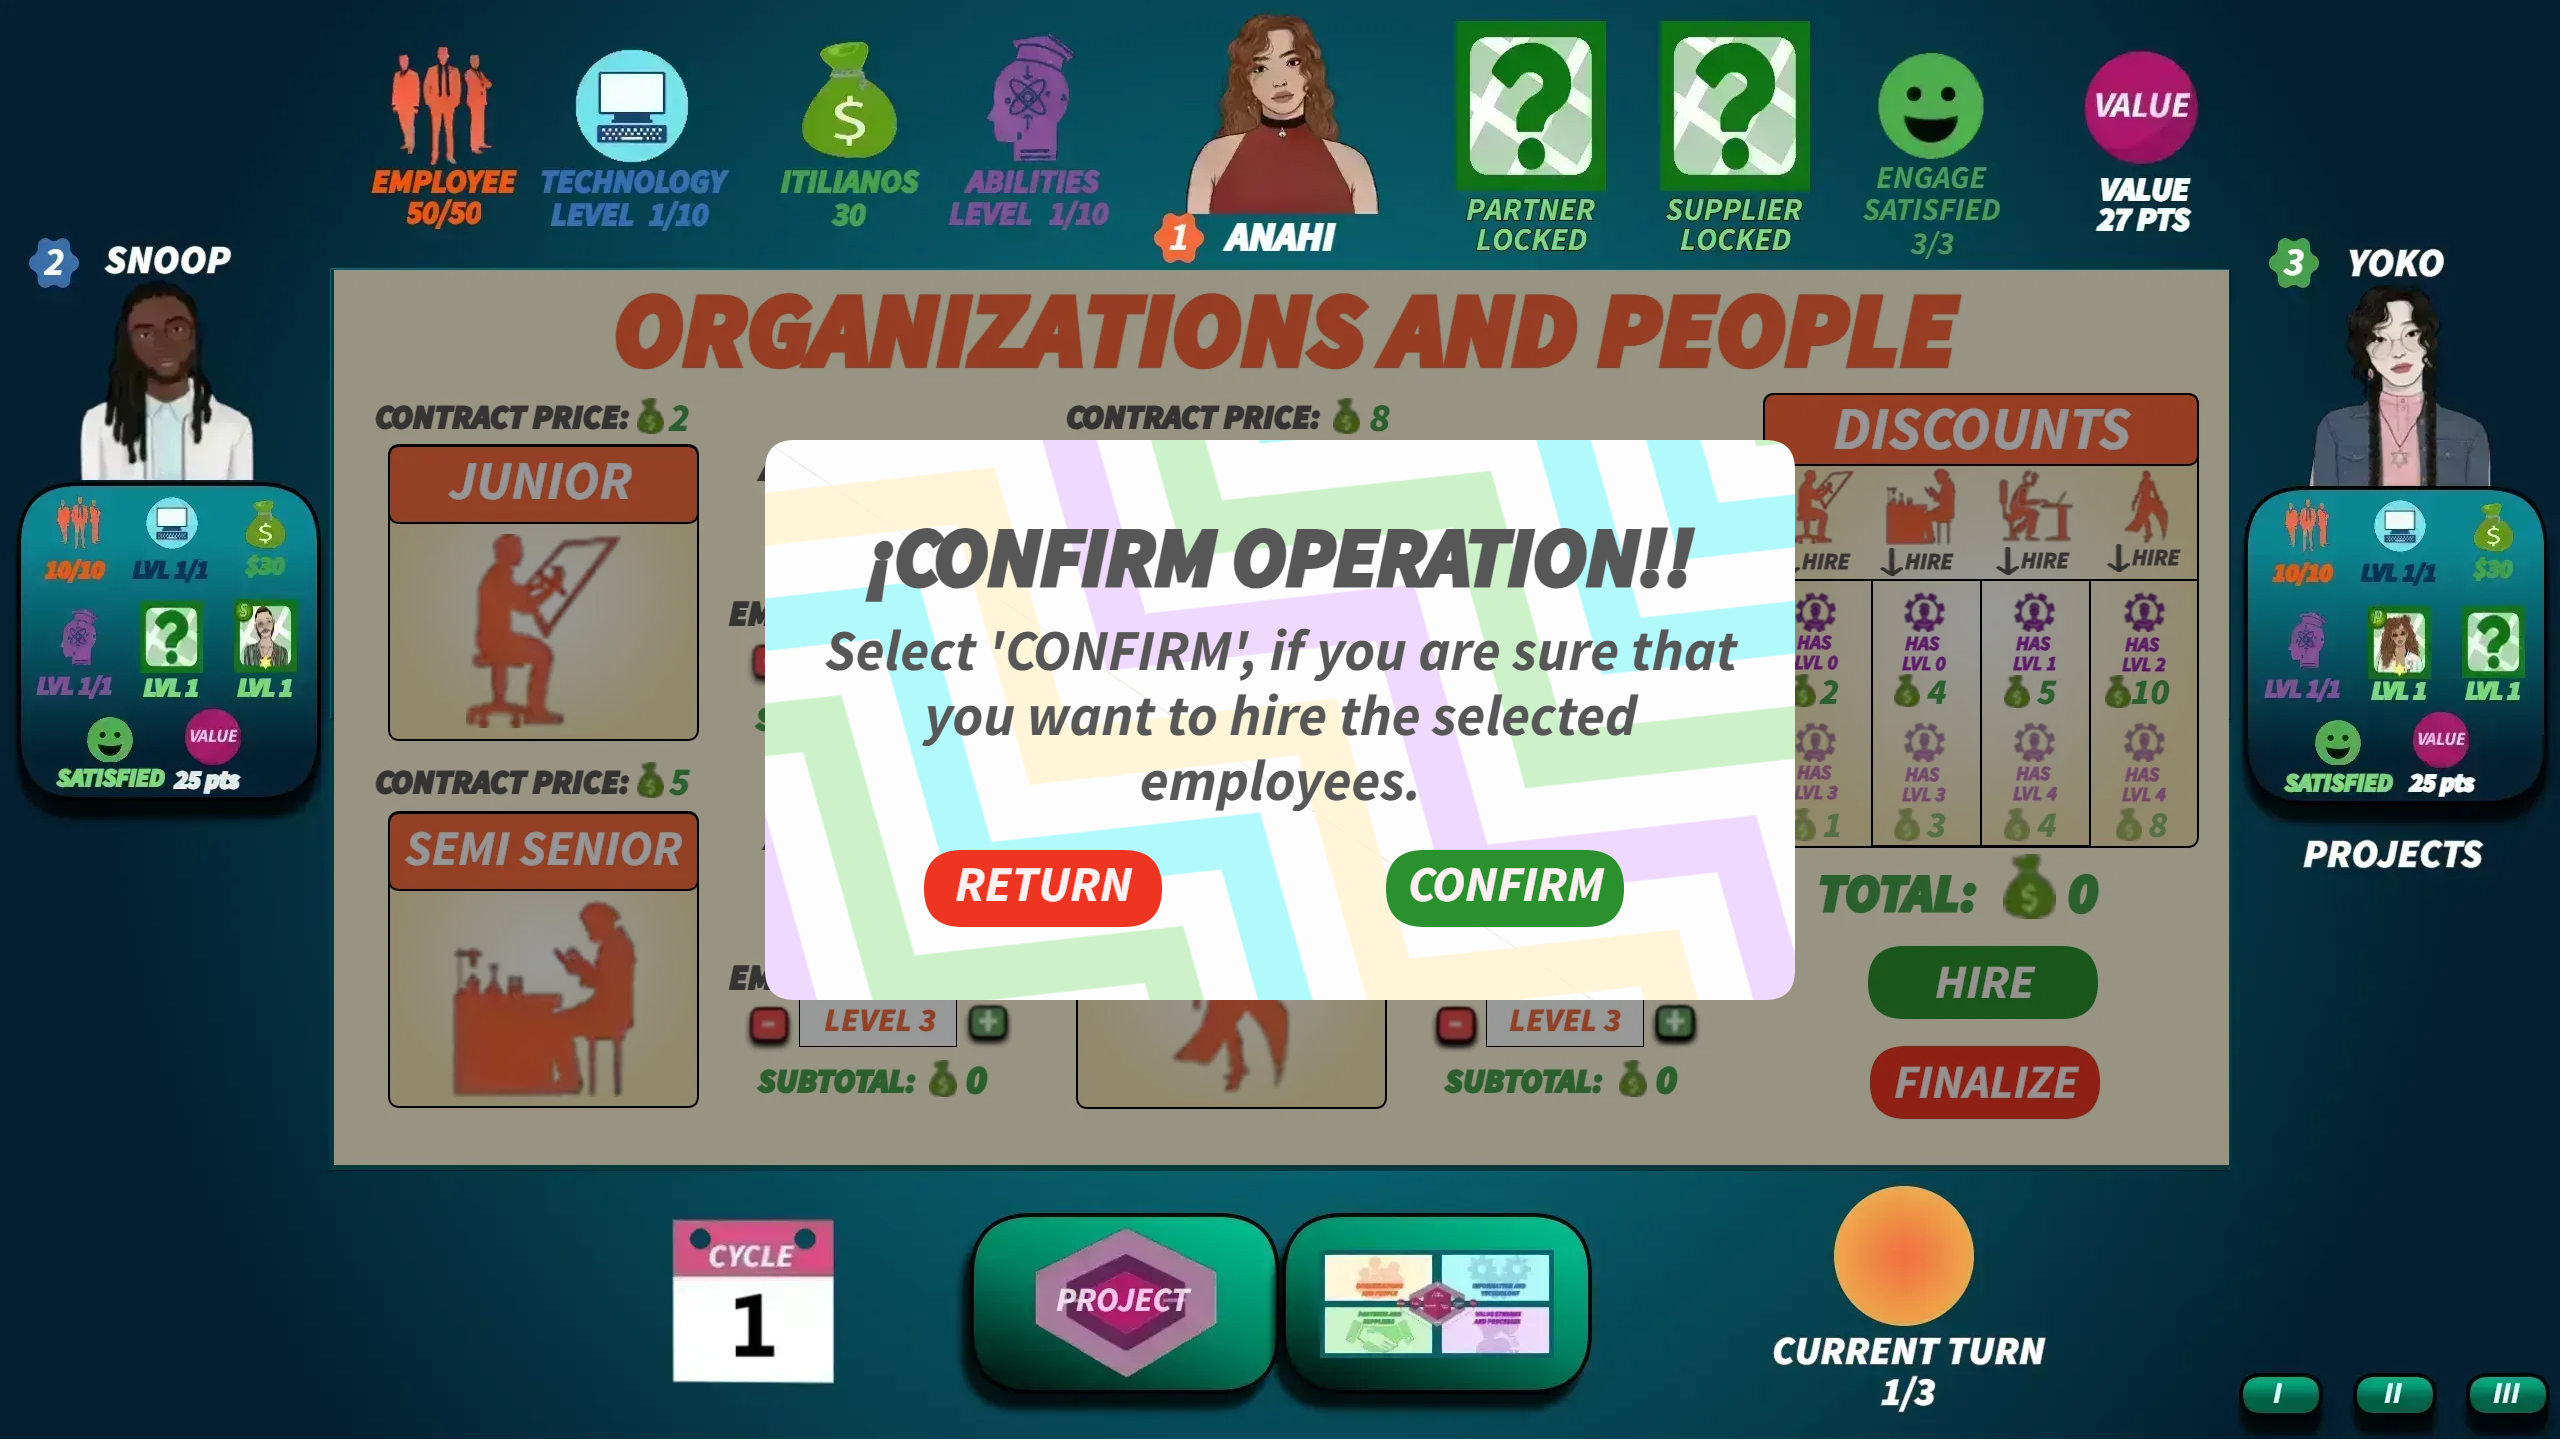 EMPLOYEE
50/50
TECHNOLOGY
LEVEL 1/10
$
ITILIANOS
30
ABILITIES
LEVEL 1/10
1 ANAHI
?
PARTNER
LOCKED
?
SUPPLIER
LOCKED
ENGAGE
SATISFIED
3/3
VALUE
VALUE
27 PTS
2 SNOOP
10/10
LVL 1/1
$
$30
LVL 1/1
?
LVL 1
S
LVL 1
SATISFIED
VALUE
25 pts
3 YOKO
10/10
LVL 1/1
$
$30
LVL 1/1
LVL 1
?
LVL 1
SATISFIED
VALUE
25 pts
PROJECTS
ORGANIZATIONS AND PEOPLE
CONTRACT PRICE: $ 2
JUNIOR
CONTRACT PRICE: $ 8
CONTRACT PRICE: $ 5
SEMI SENIOR
EM
EM
- LEVEL 3 +
SUBTOTAL: $ 0
- LEVEL 3 +
SUBTOTAL: $ 0
DISCOUNTS
HIRE HIRE HIRE HIRE
HAS HAS HAS HAS
LVL 0 LVL 0 LVL 1 LVL 2
2 4 5 10
HAS HAS HAS HAS
LVL 3 LVL 3 LVL 4 LVL 4
1 3 4 8
TOTAL: $ 0
HIRE
FINALIZE
¡CONFIRM OPERATION!!
Select 'CONFIRM', if you are sure that
you want to hire the selected
employees.
RETURN
CONFIRM
CYCLE
1
PROJECT
CURRENT TURN
1/3
I
II
III